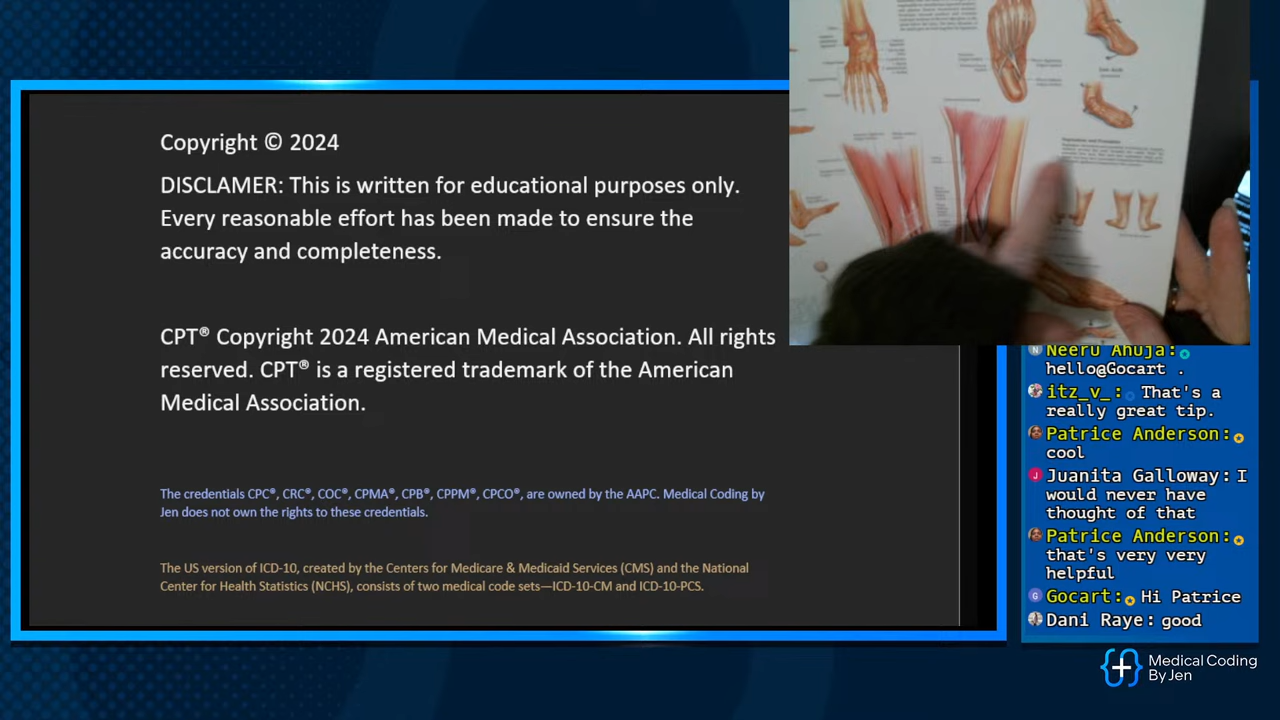 Copyright © 2024
DISCLAMER: This is written for educational purposes only.
Every reasonable effort has been made to ensure the
accuracy and completeness.
CPT® Copyright 2024 American Medical Association. All rights
reserved. CPT® is a registered trademark of the American
Medical Association.
The credentials CPC®, CRC®, COC®, CPMA®, CPB®, CPPM®, CPCO®, are owned by the AAPC. Medical Coding by
Jen does not own the rights to these credentials.
The US version of ICD-10, created by the Centers for Medicare & Medicaid Services (CMS) and the National
Center for Health Statistics (NCHS), consists of two medical code sets—ICD-10-CM and ICD-10-PCS.
N Neeru Ahuja:
hello@Gocart .
itz_v_: That's a
really great tip.
Patrice Anderson:
cool
J Juanita Galloway: I
would never have
thought of that
Patrice Anderson:
that's very very
helpful
G Gocart: Hi Patrice
Dani Raye: good
Medical Coding
By Jen